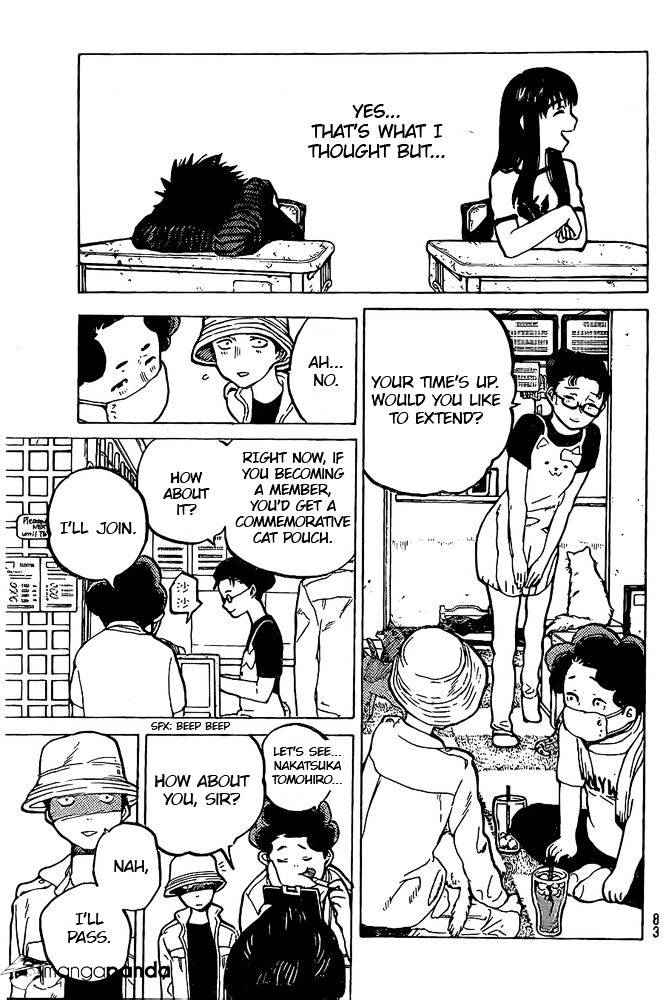 YES...
THAT'S WHAT I
THOUGHT BUT...
YOUR TIME'S UP.
WOULD YOU LIKE
TO EXTEND?
AH...
NO.
RIGHT NOW, IF
YOU BECOMING
A MEMBER,
YOU'D GET A
COMMEMORATIVE
CAT POUCH.
HOW
ABOUT
IT?
I'LL JOIN.
SFX: BEEP BEEP
LET'S SEE...
NAKATSUKA
TOMOHIRO...
HOW ABOUT
YOU, SIR?
NAH,
I'LL
PASS.
83
mangapanda